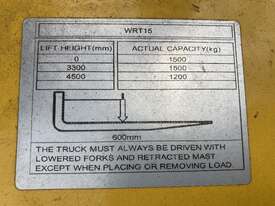 WRT15
LIFT HEIGHT(mm) ACTUAL CAPACITY(kg)
0 1500
3300 1500
4500 1200
600mm
THE TRUCK MUST ALWAYS BE DRIVEN WITH
LOWERED FORKS AND RETRACTED MAST
EXCEPT WHEN PLACING OR REMOVING LOAD.